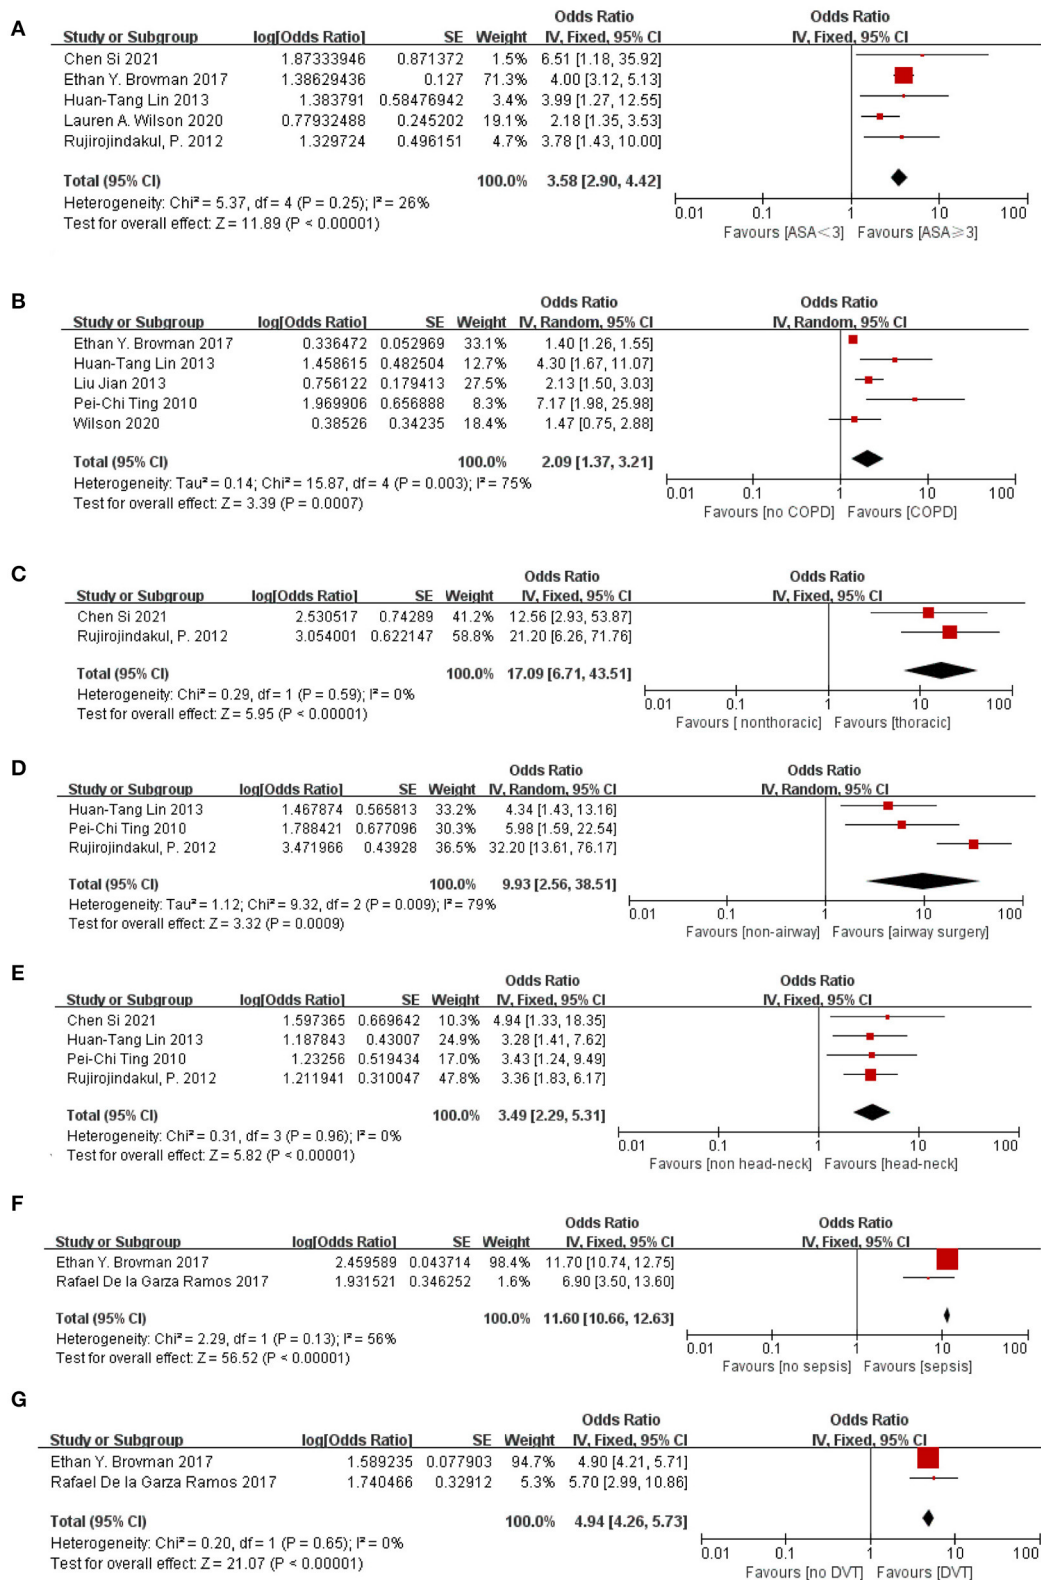 A
Odds Ratio Odds Ratio
Study or Subgroup log[Odds Ratio] SE Weight IV, Fixed, 95% CI IV, Fixed, 95% CI
Chen Si 2021 1.87333946 0.871372 1.5% 6.51 [1.18, 35.92]
Ethan Y. Brovman 2017 1.38629436 0.127 71.3% 4.00 [3.12, 5.13]
Huan-Tang Lin 2013 1.383791 0.58476942 3.4% 3.99 [1.27, 12.55]
Lauren A. Wilson 2020 0.77932488 0.245202 19.1% 2.18 [1.35, 3.53]
Rujirojindakul, P. 2012 1.329724 0.496151 4.7% 3.78 [1.43, 10.00]
Total (95% CI) 100.0% 3.58 [2.90, 4.42]
Heterogeneity: Chi² = 5.37, df = 4 (P = 0.25); I² = 26%
Test for overall effect: Z = 11.89 (P < 0.00001)
0.01 0.1 1 10 100
Favours [ASA<3] Favours [ASA≥3]
B
Odds Ratio Odds Ratio
Study or Subgroup log[Odds Ratio] SE Weight IV, Random, 95% CI IV, Random, 95% CI
Ethan Y. Brovman 2017 0.336472 0.052969 33.1% 1.40 [1.26, 1.55]
Huan-Tang Lin 2013 1.458615 0.482504 12.7% 4.30 [1.67, 11.07]
Liu Jian 2013 0.756122 0.179413 27.5% 2.13 [1.50, 3.03]
Pei-Chi Ting 2010 1.969906 0.656888 8.3% 7.17 [1.98, 25.98]
Wilson 2020 0.38526 0.34235 18.4% 1.47 [0.75, 2.88]
Total (95% CI) 100.0% 2.09 [1.37, 3.21]
Heterogeneity: Tau² = 0.14; Chi² = 15.87, df = 4 (P = 0.003); I² = 75%
Test for overall effect: Z = 3.39 (P = 0.0007)
0.01 0.1 1 10 100
Favours [no COPD] Favours [COPD]
C
Odds Ratio Odds Ratio
Study or Subgroup log[Odds Ratio] SE Weight IV, Fixed, 95% CI IV, Fixed, 95% CI
Chen Si 2021 2.530517 0.74289 41.2% 12.56 [2.93, 53.87]
Rujirojindakul, P. 2012 3.054001 0.622147 58.8% 21.20 [6.26, 71.76]
Total (95% CI) 100.0% 17.09 [6.71, 43.51]
Heterogeneity: Chi² = 0.29, df = 1 (P = 0.59); I² = 0%
Test for overall effect: Z = 5.95 (P < 0.00001)
0.01 0.1 1 10 100
Favours [ nonthoracic] Favours [thoracic]
D
Odds Ratio Odds Ratio
Study or Subgroup log[Odds Ratio] SE Weight IV, Random, 95% CI IV, Random, 95% CI
Huan-Tang Lin 2013 1.467874 0.565813 33.2% 4.34 [1.43, 13.16]
Pei-Chi Ting 2010 1.788421 0.677096 30.3% 5.98 [1.59, 22.54]
Rujirojindakul, P. 2012 3.471966 0.43928 36.5% 32.20 [13.61, 76.17]
Total (95% CI) 100.0% 9.93 [2.56, 38.51]
Heterogeneity: Tau² = 1.12; Chi² = 9.32, df = 2 (P = 0.009); I² = 79%
Test for overall effect: Z = 3.32 (P = 0.0009)
0.01 0.1 1 10 100
Favours [non-airway] Favours [airway surgery]
E
Odds Ratio Odds Ratio
Study or Subgroup log[Odds Ratio] SE Weight IV, Fixed, 95% CI IV, Fixed, 95% CI
Chen Si 2021 1.597365 0.669642 10.3% 4.94 [1.33, 18.35]
Huan-Tang Lin 2013 1.187843 0.43007 24.9% 3.28 [1.41, 7.62]
Pei-Chi Ting 2010 1.23256 0.519434 17.0% 3.43 [1.24, 9.49]
Rujirojindakul, P. 2012 1.211941 0.310047 47.8% 3.36 [1.83, 6.17]
Total (95% CI) 100.0% 3.49 [2.29, 5.31]
Heterogeneity: Chi² = 0.31, df = 3 (P = 0.96); I² = 0%
Test for overall effect: Z = 5.82 (P < 0.00001)
0.01 0.1 1 10 100
Favours [non head-neck] Favours [head-neck]
F
Odds Ratio Odds Ratio
Study or Subgroup log[Odds Ratio] SE Weight IV, Fixed, 95% CI IV, Fixed, 95% CI
Ethan Y. Brovman 2017 2.459589 0.043714 98.4% 11.70 [10.74, 12.75]
Rafael De la Garza Ramos 2017 1.931521 0.346252 1.6% 6.90 [3.50, 13.60]
Total (95% CI) 100.0% 11.60 [10.66, 12.63]
Heterogeneity: Chi² = 2.29, df = 1 (P = 0.13); I² = 56%
Test for overall effect: Z = 56.52 (P < 0.00001)
0.01 0.1 1 10 100
Favours [no sepsis] Favours [sepsis]
G
Odds Ratio Odds Ratio
Study or Subgroup log[Odds Ratio] SE Weight IV, Fixed, 95% CI IV, Fixed, 95% CI
Ethan Y. Brovman 2017 1.589235 0.077903 94.7% 4.90 [4.21, 5.71]
Rafael De la Garza Ramos 2017 1.740466 0.32912 5.3% 5.70 [2.99, 10.86]
Total (95% CI) 100.0% 4.94 [4.26, 5.73]
Heterogeneity: Chi² = 0.20, df = 1 (P = 0.65); I² = 0%
Test for overall effect: Z = 21.07 (P < 0.00001)
0.01 0.1 1 10 100
Favours [no DVT] Favours [DVT]